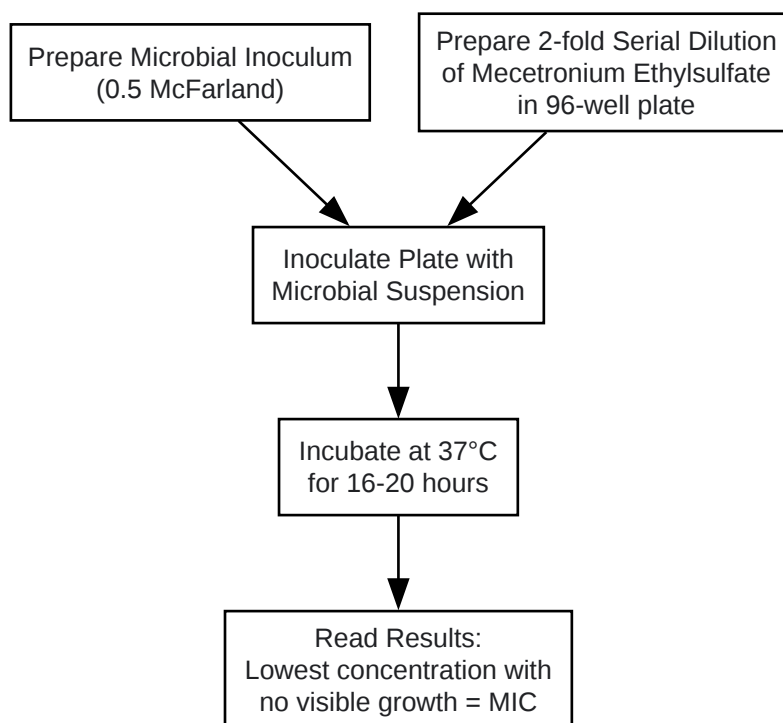 Prepare Microbial Inoculum
(0.5 McFarland)
Prepare 2-fold Serial Dilution
of Mecetronium Ethylsulfate
in 96-well plate
Inoculate Plate with
Microbial Suspension
Incubate at 37°C
for 16-20 hours
Read Results:
Lowest concentration with
no visible growth = MIC